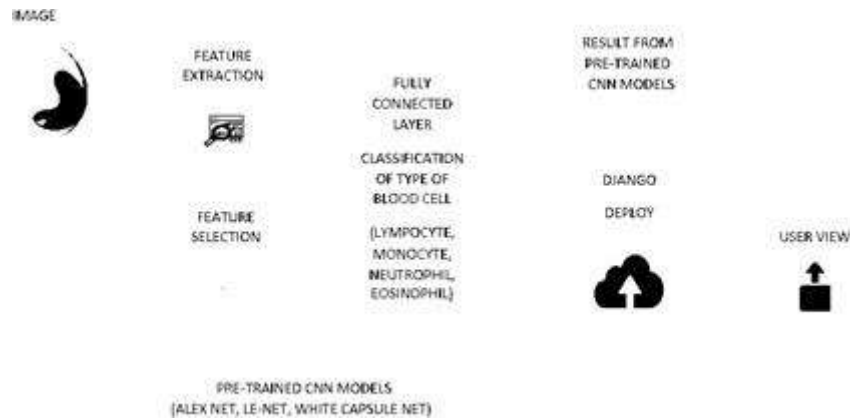 IMAGE
FEATURE
EXTRACTION
FEATURE
SELECTION
FULLY
CONNECTED
LAYER
CLASSIFICATION
OF TYPE OF
BLOOD CELL
(LYMPOCYTE,
MONOCYTE,
NEUTROPHIL,
EOSINOPHIL)
RESULT FROM
PRE-TRAINED
CNN MODELS
DJANGO
DEPLOY
USER VIEW
PRE-TRAINED CNN MODELS
(ALEX NET, LE-NET, WHITE CAPSULE NET)